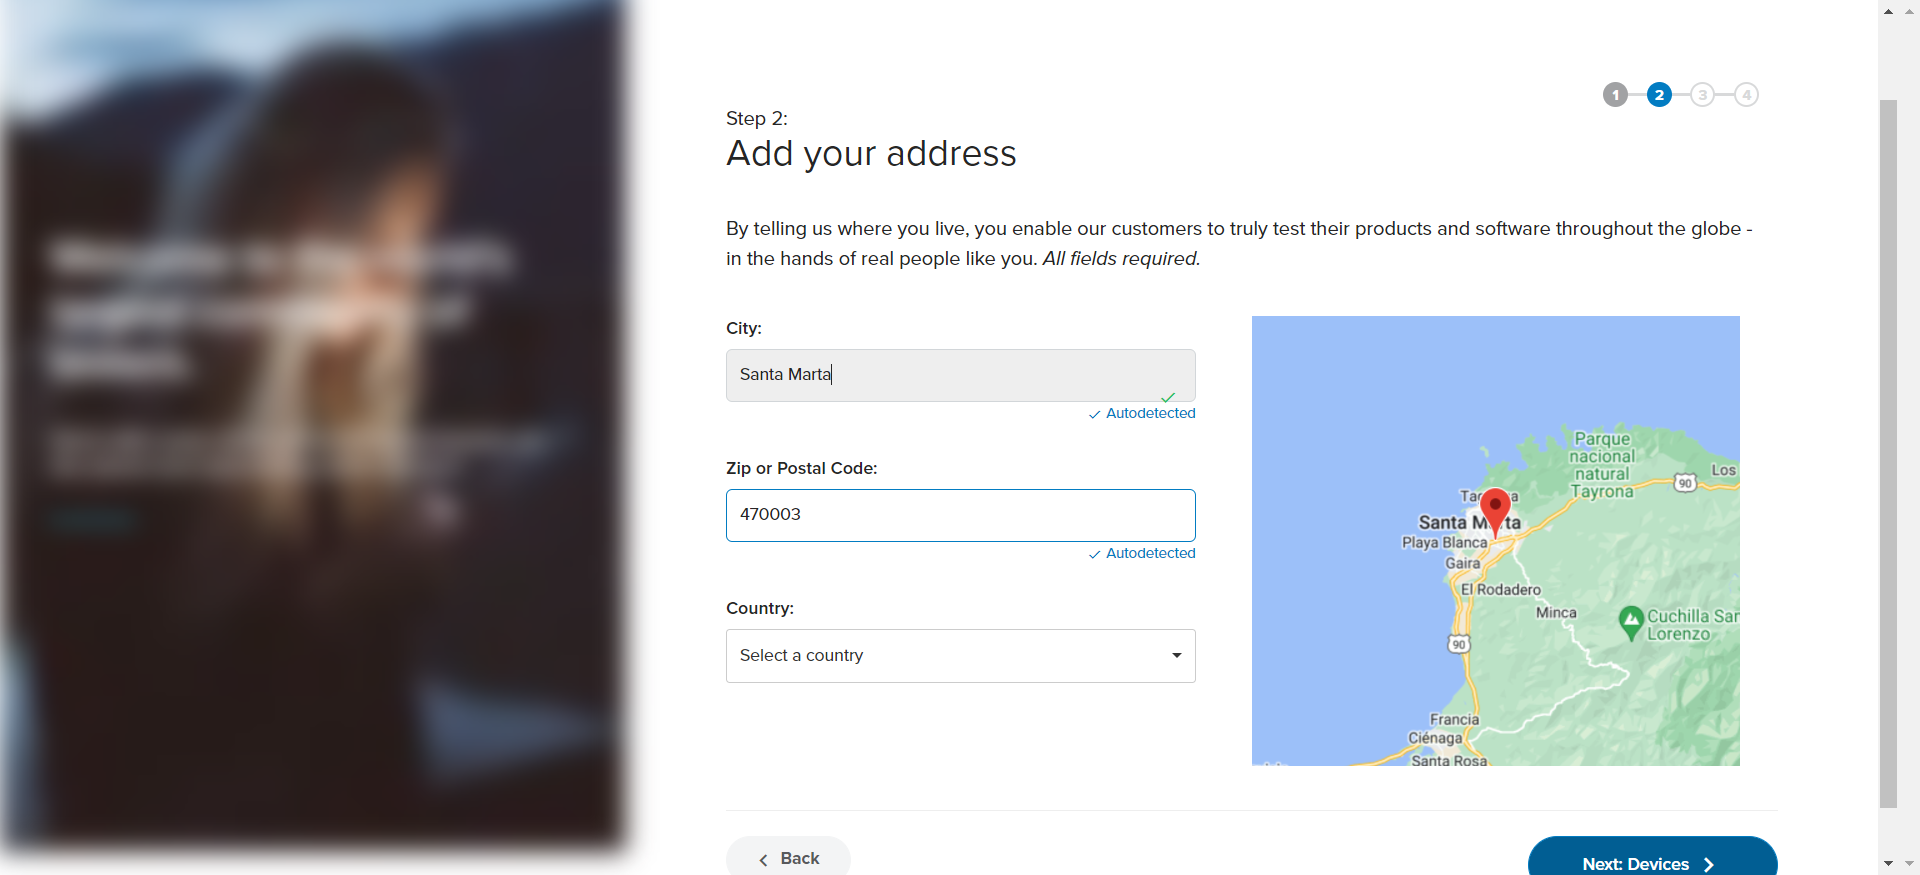 1 2 3 4
Step 2:
Add your address
By telling us where you live, you enable our customers to truly test their products and software throughout the globe -
in the hands of real people like you. All fields required.
City:
Santa Marta
Autodetected
Zip or Postal Code:
470003
Autodetected
Country:
Select a country
Parque
nacional
natural
Tayrona
90
Los
Santa M ta
Playa Blanca
Gaira
El Rodadero
Minca
Cuchilla San
Lorenzo
90
Francia
Ciénaga
Santa Rosa
Back
Next: Devices